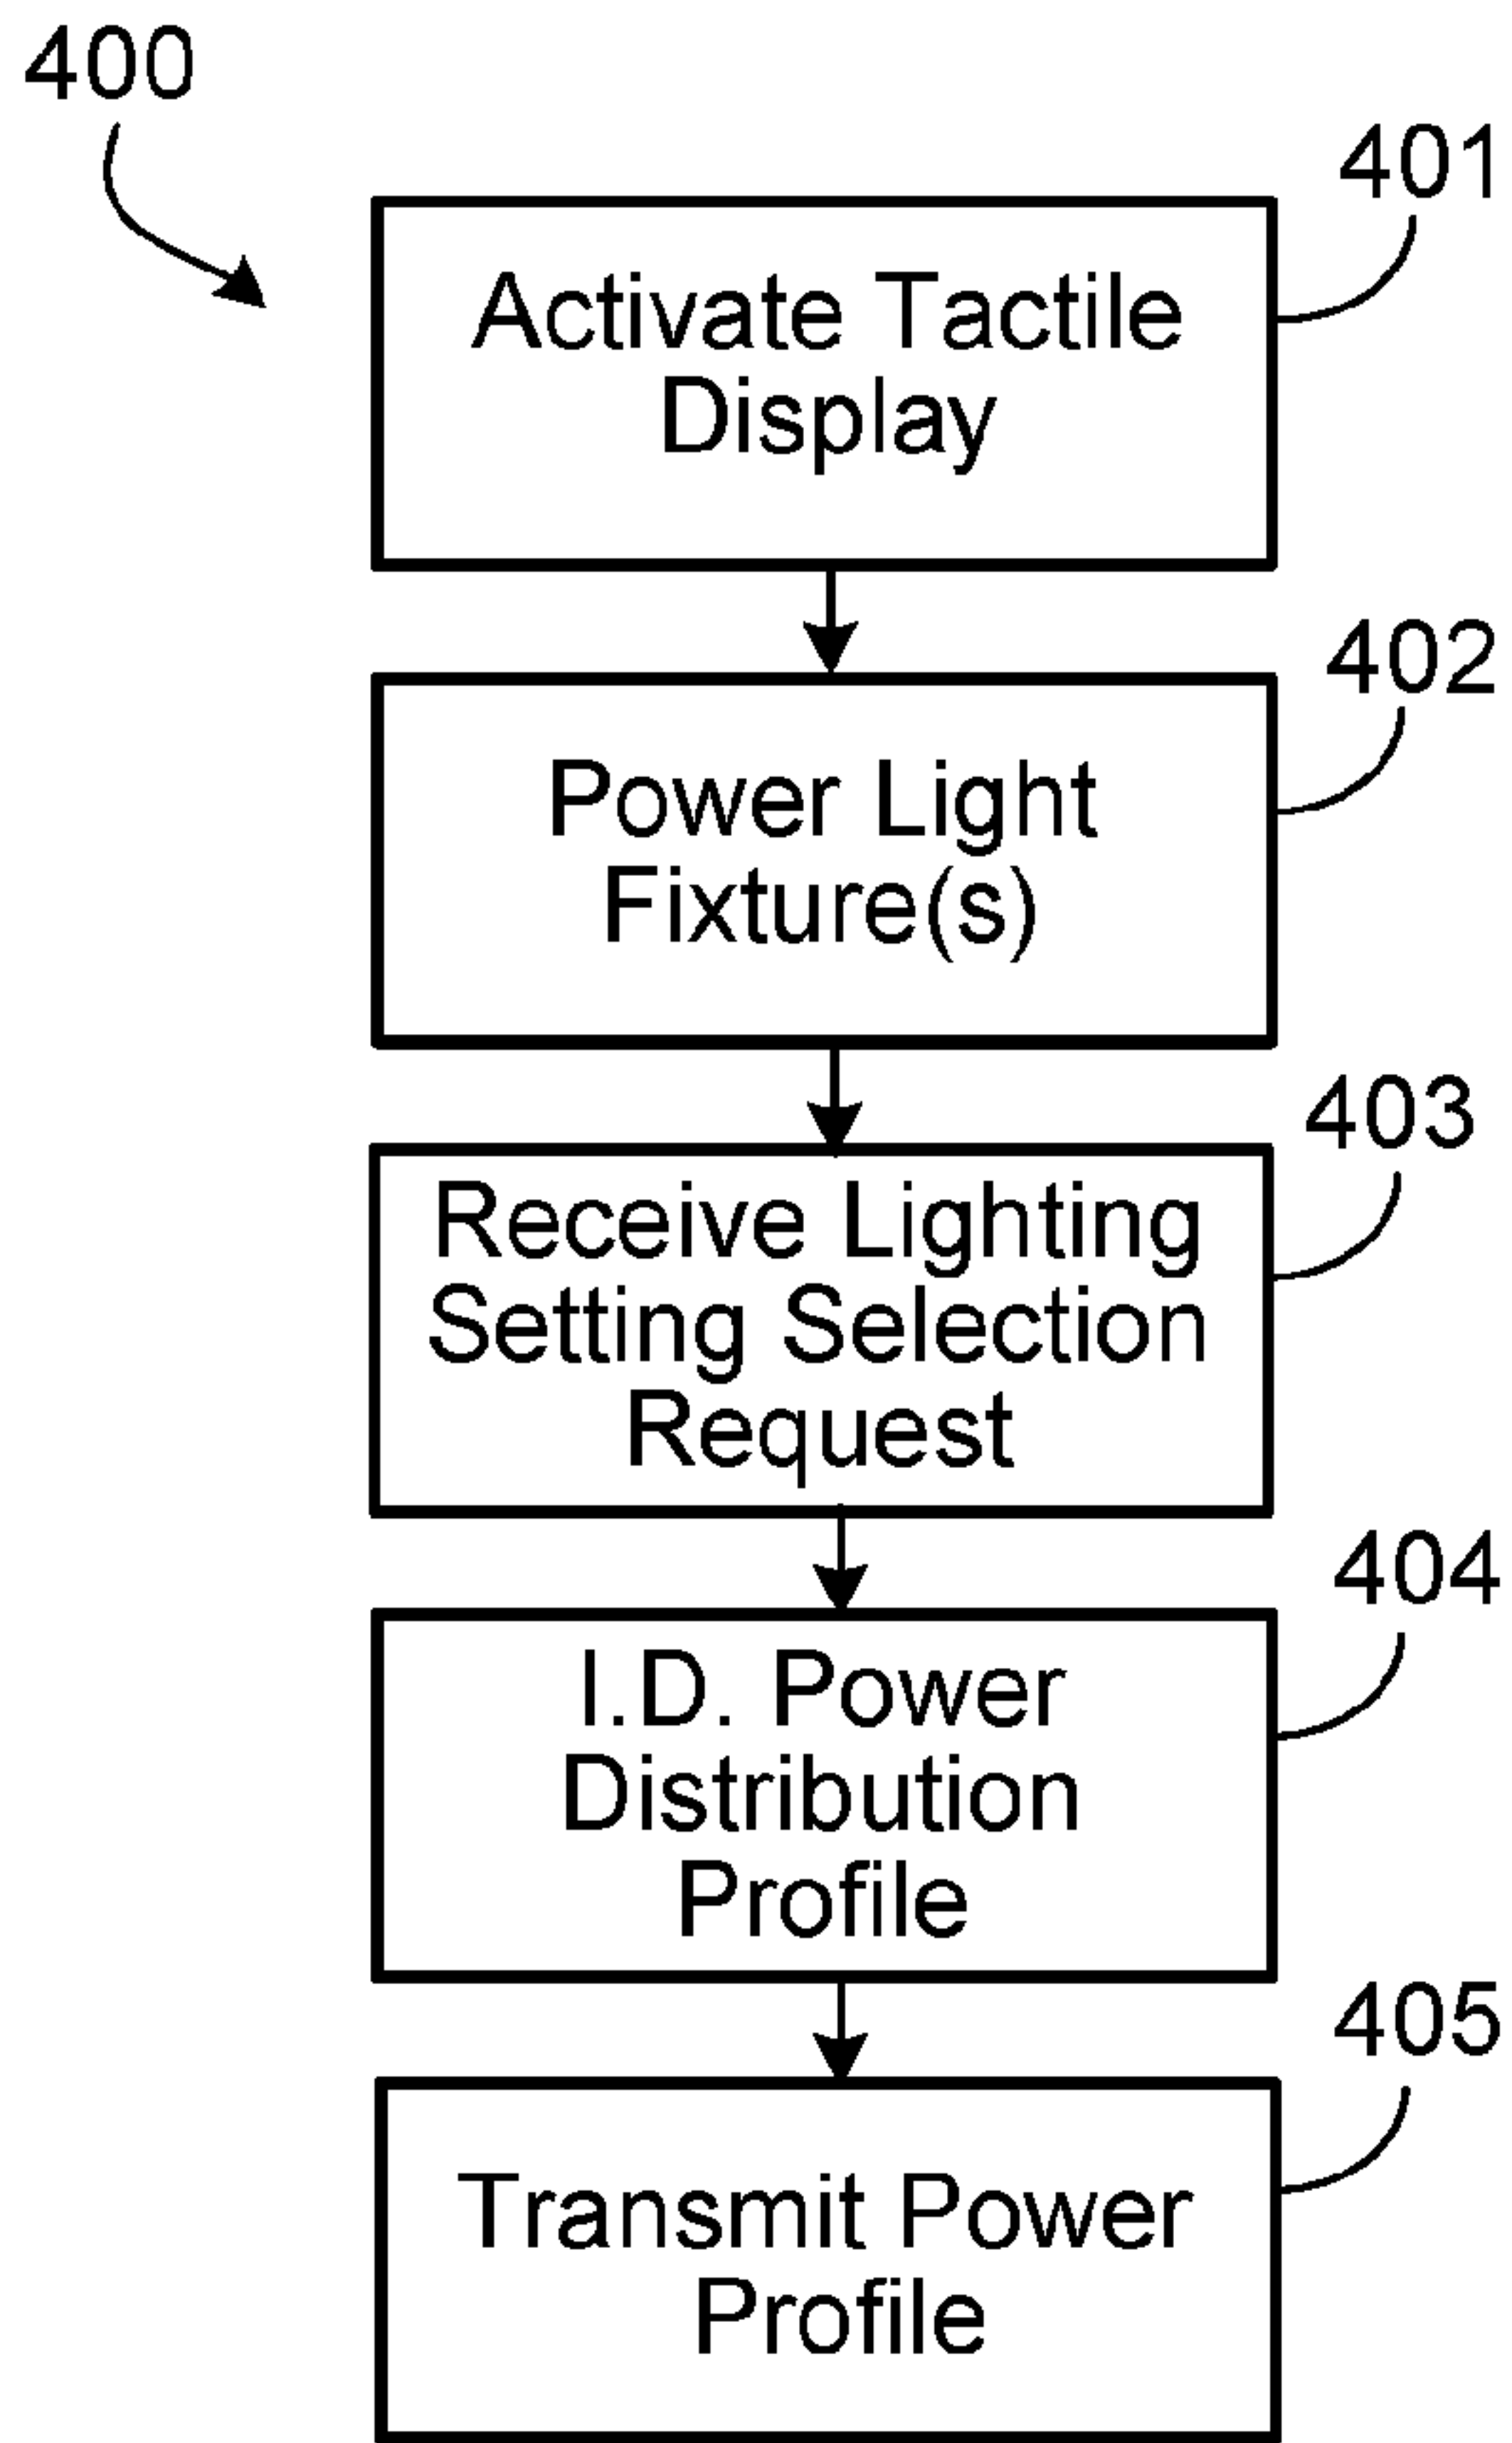 400
401
Activate Tactile
Display
402
Power Light
Fixture(s)
403
Receive Lighting
Setting Selection
Request
404
I.D. Power
Distribution
Profile
405
Transmit Power
Profile